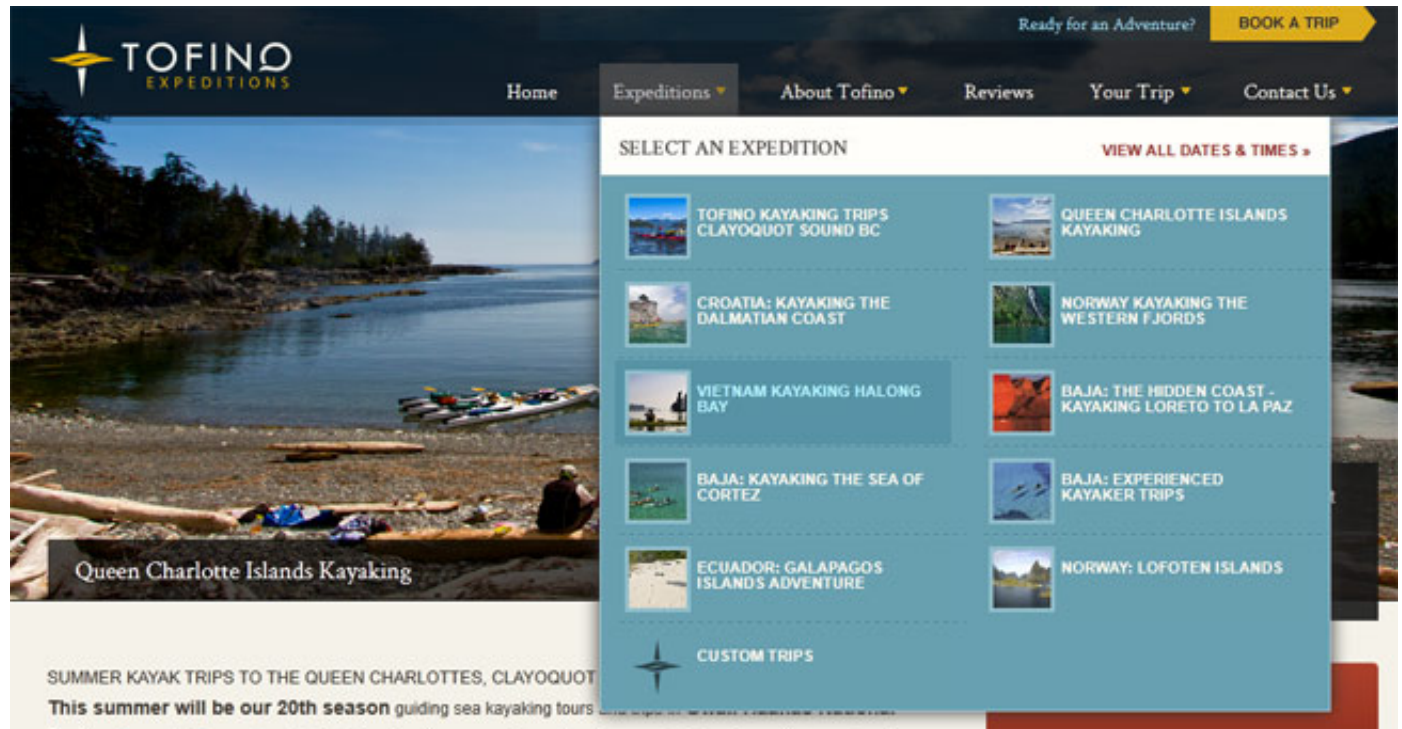 Ready for an Adventure?
BOOK A TRIP
TOFINO
EXPEDITIONS
Home
Expeditions
About Tofino
Reviews
Your Trip
Contact Us
SELECT AN EXPEDITION
VIEW ALL DATES & TIMES »
TOFINO KAYAKING TRIPS
CLAYOQUOT SOUND BC
QUEEN CHARLOTTE ISLANDS
KAYAKING
CROATIA: KAYAKING THE
DALMATIAN COAST
NORWAY KAYAKING THE
WESTERN FJORDS
VIETNAM KAYAKING HALONG
BAY
BAJA: THE HIDDEN COAST -
KAYAKING LORETO TO LA PAZ
BAJA: KAYAKING THE SEA OF
CORTEZ
BAJA: EXPERIENCED
KAYAKER TRIPS
ECUADOR: GALAPAGOS
ISLANDS ADVENTURE
NORWAY: LOFOTEN ISLANDS
CUSTOM TRIPS
Queen Charlotte Islands Kayaking
SUMMER KAYAK TRIPS TO THE QUEEN CHARLOTTES, CLAYOQUOT
This summer will be our 20th season guiding sea kayaking tours